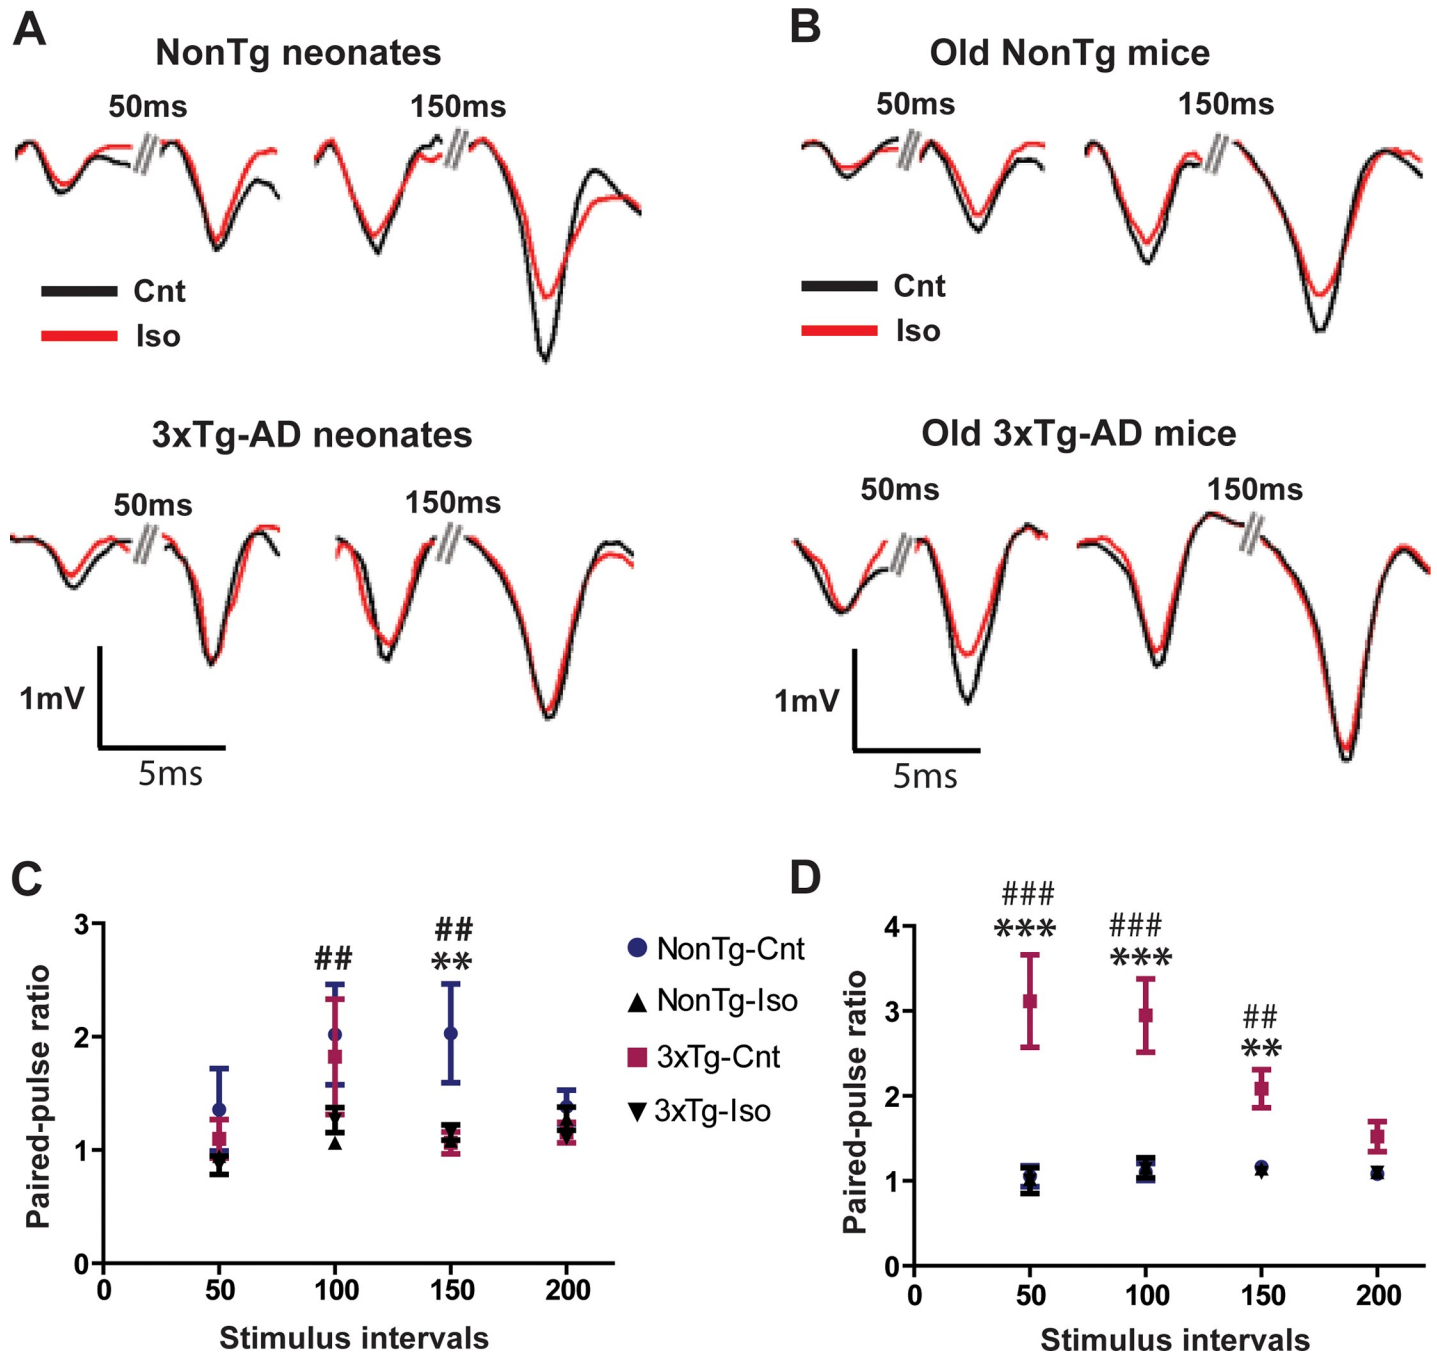 A
NonTg neonates
50ms
150ms
Cnt
Iso
3xTg-AD neonates
50ms
150ms
1mV
5ms
B
Old NonTg mice
50ms
150ms
Cnt
Iso
Old 3xTg-AD mice
50ms
150ms
1mV
5ms
C
Paired-pulse ratio
3
2
1
0
##
##
**
0
50
100
150
200
Stimulus intervals
NonTg-Cnt
NonTg-Iso
3xTg-Cnt
3xTg-Iso
D
Paired-pulse ratio
4
3
2
1
0
###
***
###
***
##
**
0
50
100
150
200
Stimulus intervals